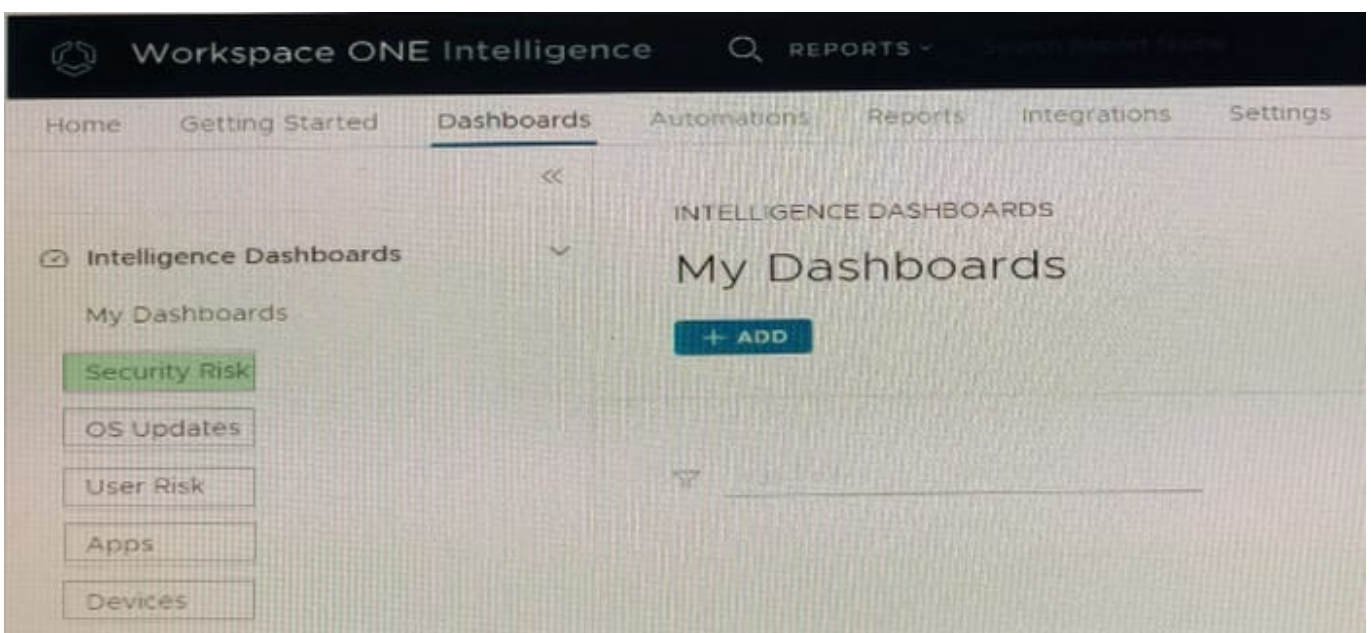 Workspace ONE Intelligence REPORTS
Home Getting Started Dashboards Automations Reports Integrations Settings
INTELLIGENCE DASHBOARDS
My Dashboards
+ ADD
Intelligence Dashboards
My Dashboards
Security Risk
OS Updates
User Risk
Apps
Devices